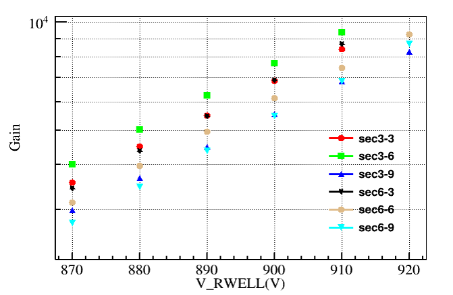 10⁴
Gain
sec3-3
sec3-6
sec3-9
sec6-3
sec6-6
sec6-9
870 880 890 900 910 920
V_RWELL(V)